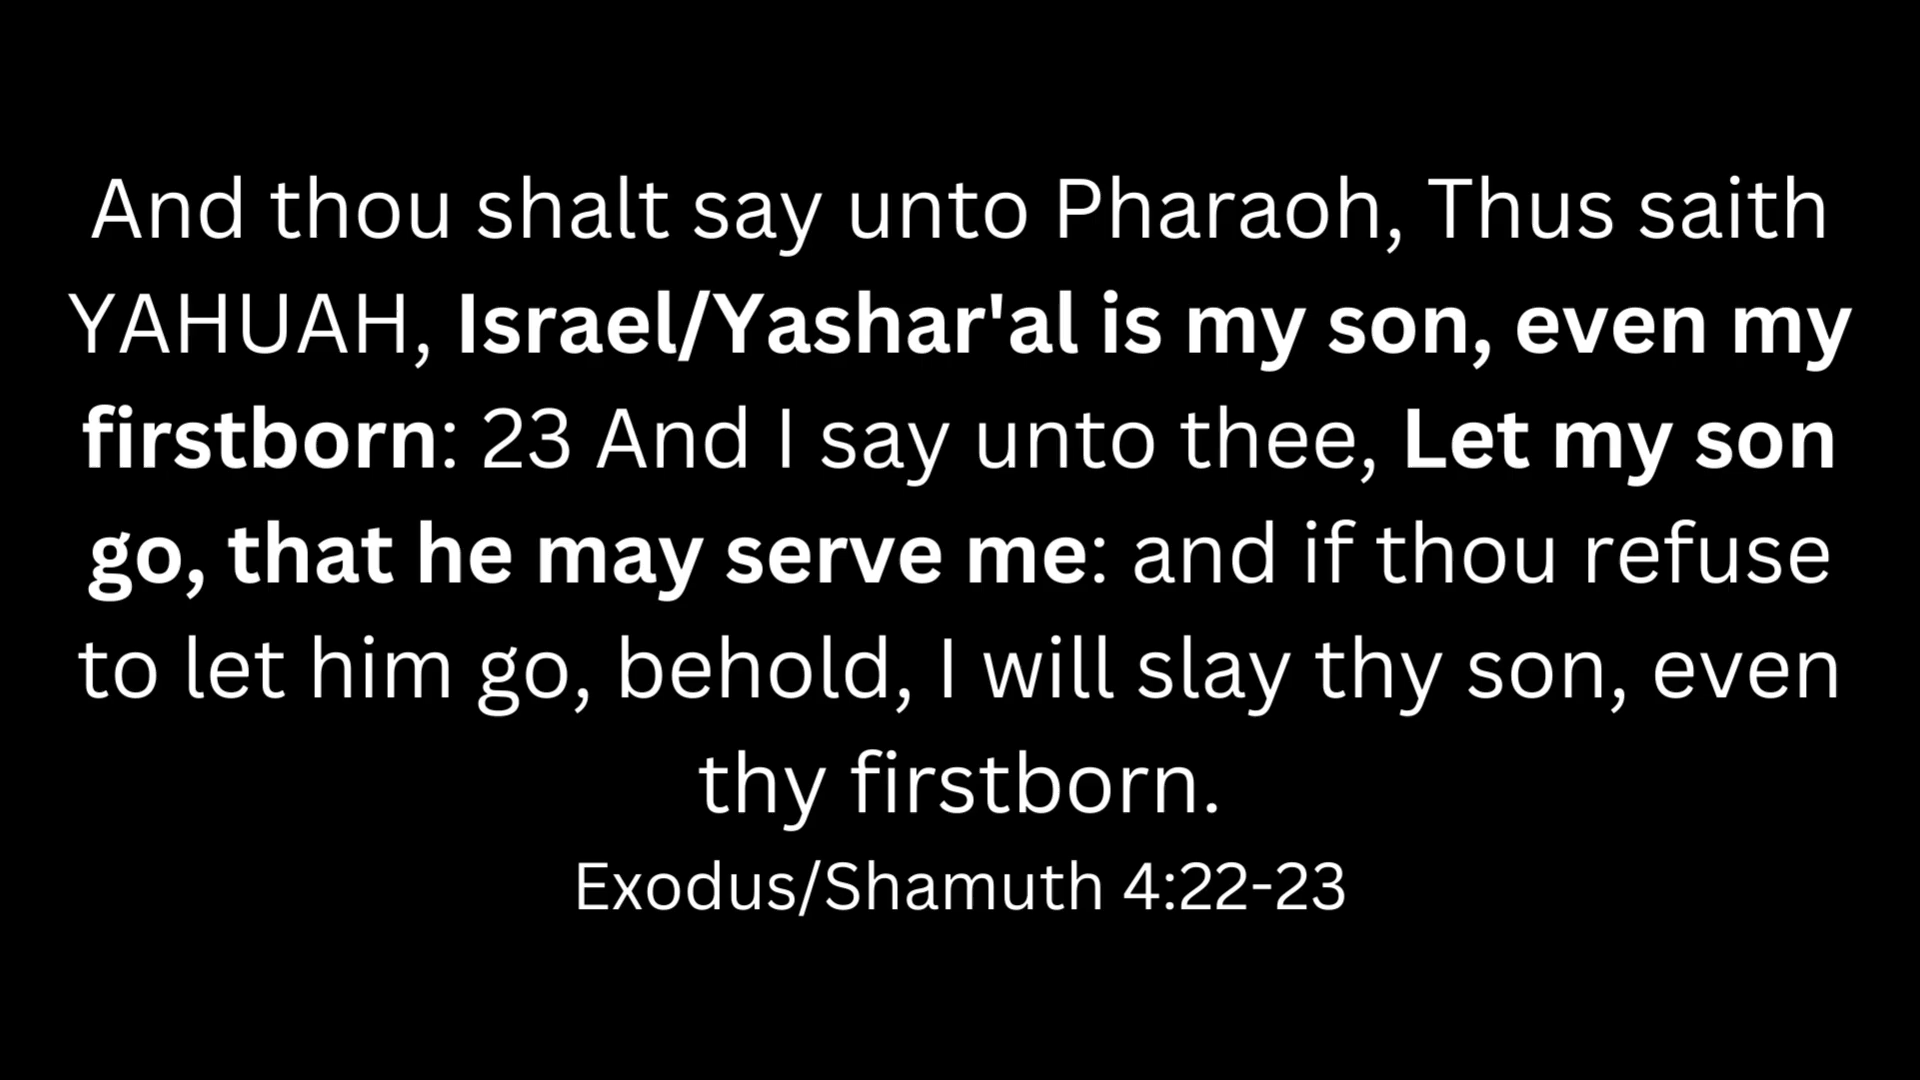 And thou shalt say unto Pharaoh, Thus saith
YAHUAH, Israel/Yashar'al is my son, even my
firstborn: 23 And I say unto thee, Let my son
go, that he may serve me: and if thou refuse
to let him go, behold, I will slay thy son, even
thy firstborn.
Exodus/Shamuth 4:22-23